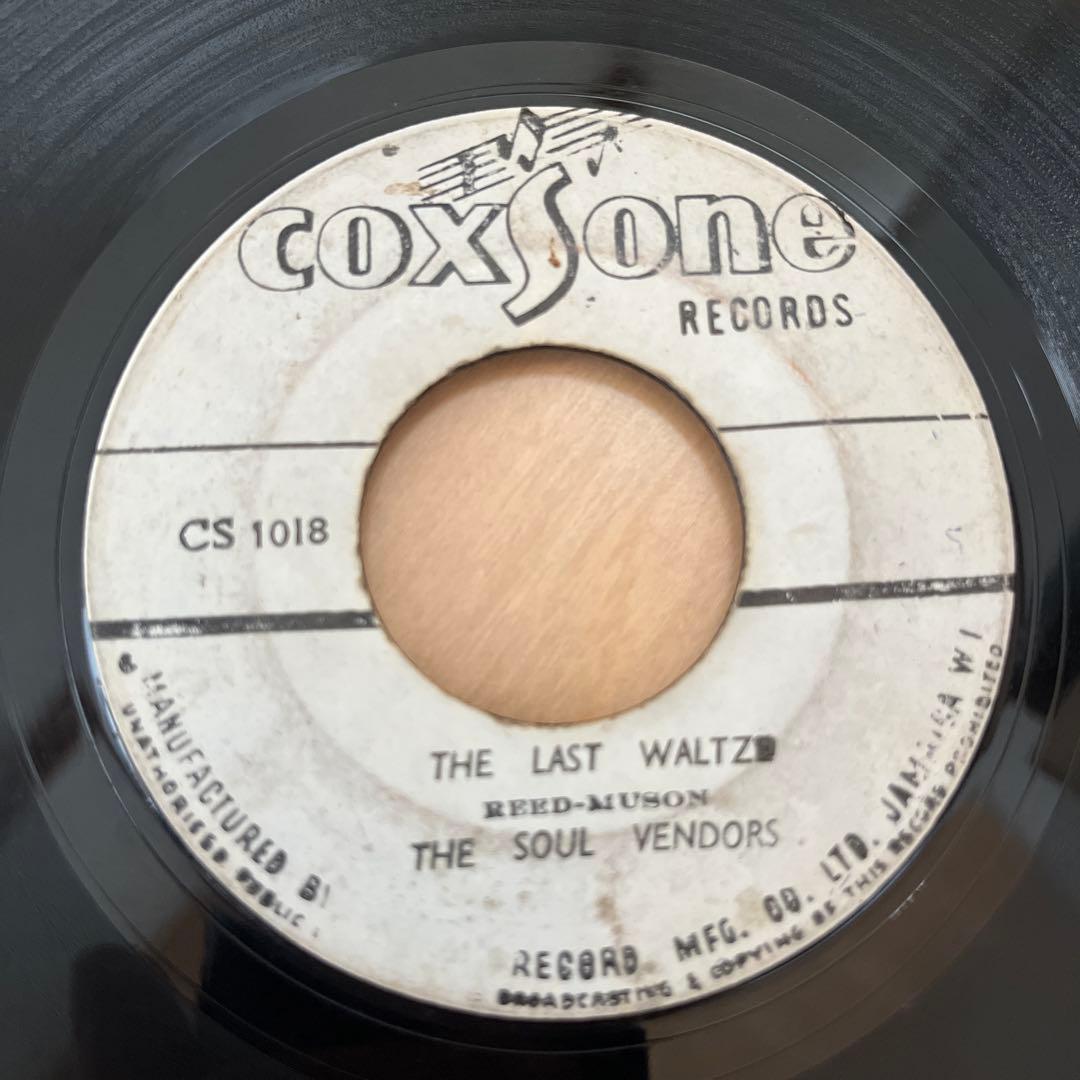 coxSone
RECORDS
CS 1018
THE LAST WALTZ
REED-MUSON
THE SOUL VENDORS
MANUFACTURED BY RECORD MFG. CO. LTD. JAMAICA W I
UNATHORISED PUBLIC BROADCASTING & COPYING OF THIS RECORD PROHIBITED